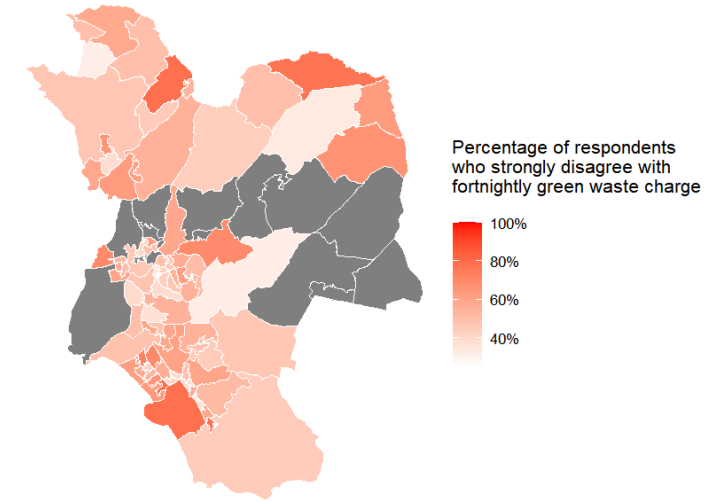 Percentage of respondents
who strongly disagree with
fortnightly green waste charge
100%
80%
60%
40%